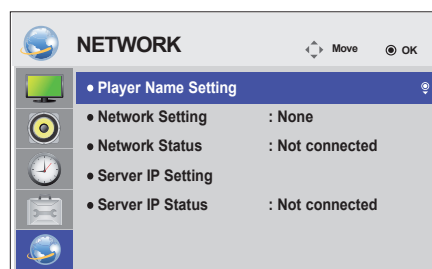 NETWORK Move OK
● Player Name Setting
● Network Setting : None
● Network Status : Not connected
● Server IP Setting
● Server IP Status : Not connected